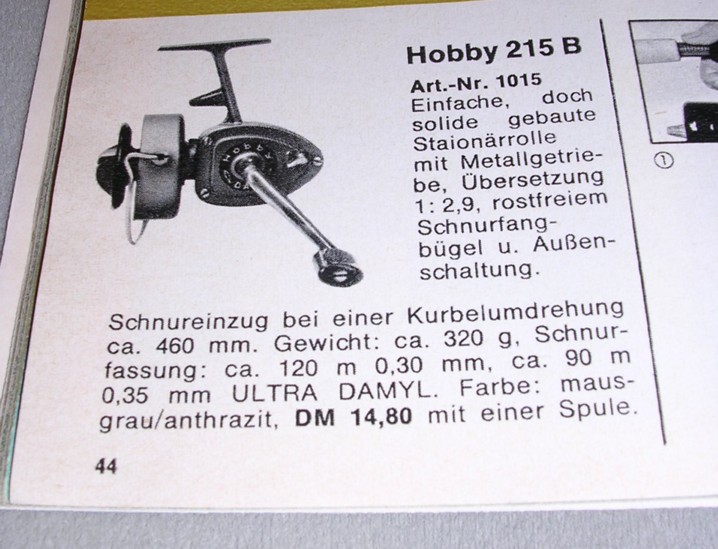 Hobby 215 B
Art.-Nr. 1015
Einfache, doch
solide gebaute
Staionärrolle
mit Metallgetrie-
be, Übersetzung
1:2,9, rostfreiem
Schnurfang-
bügel u. Außen-
schaltung.
Schnureinzug bei einer Kurbelumdrehung
ca. 460 mm. Gewicht: ca. 320 g, Schnur-
fassung: ca. 120 m 0,30 mm, ca. 90 m
0,35 mm ULTRA DAMYL. Farbe: maus-
grau/anthrazit, DM 14,80 mit einer Spule.
44
Hobby
DA
①